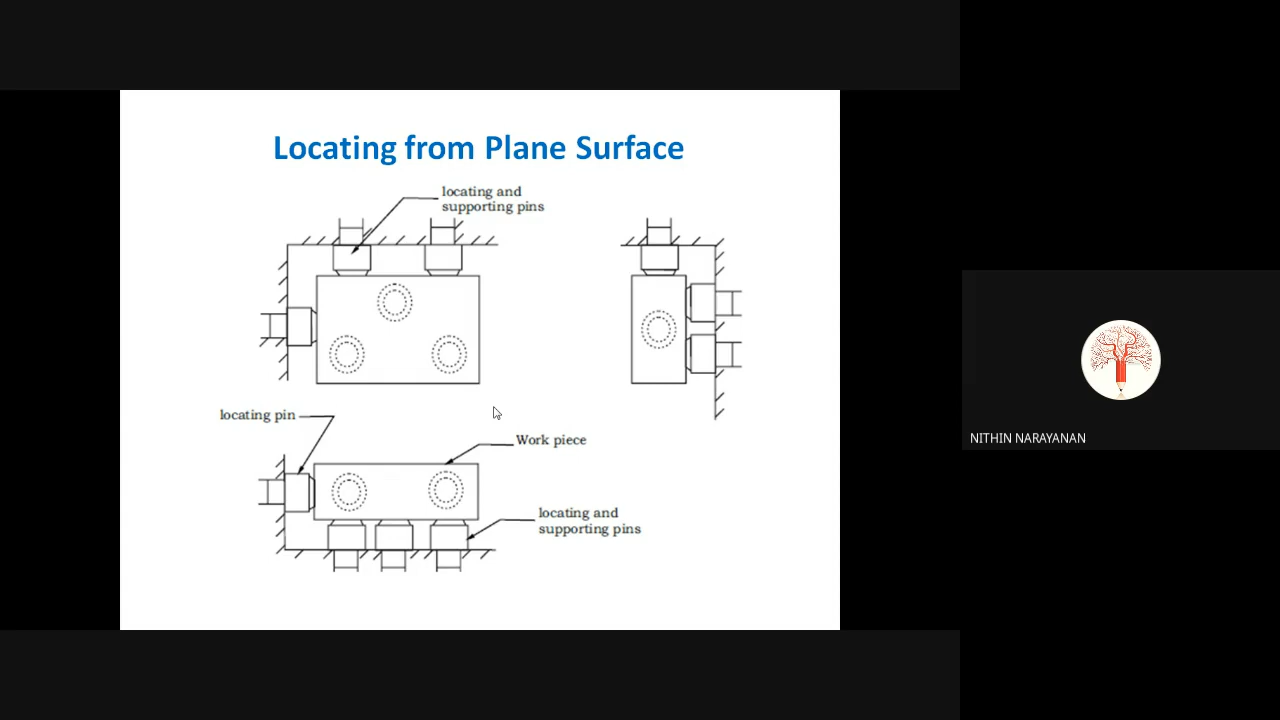 Locating from Plane Surface
locating and
supporting pins
locating pin
Work piece
locating and
supporting pins
NITHIN NARAYANAN